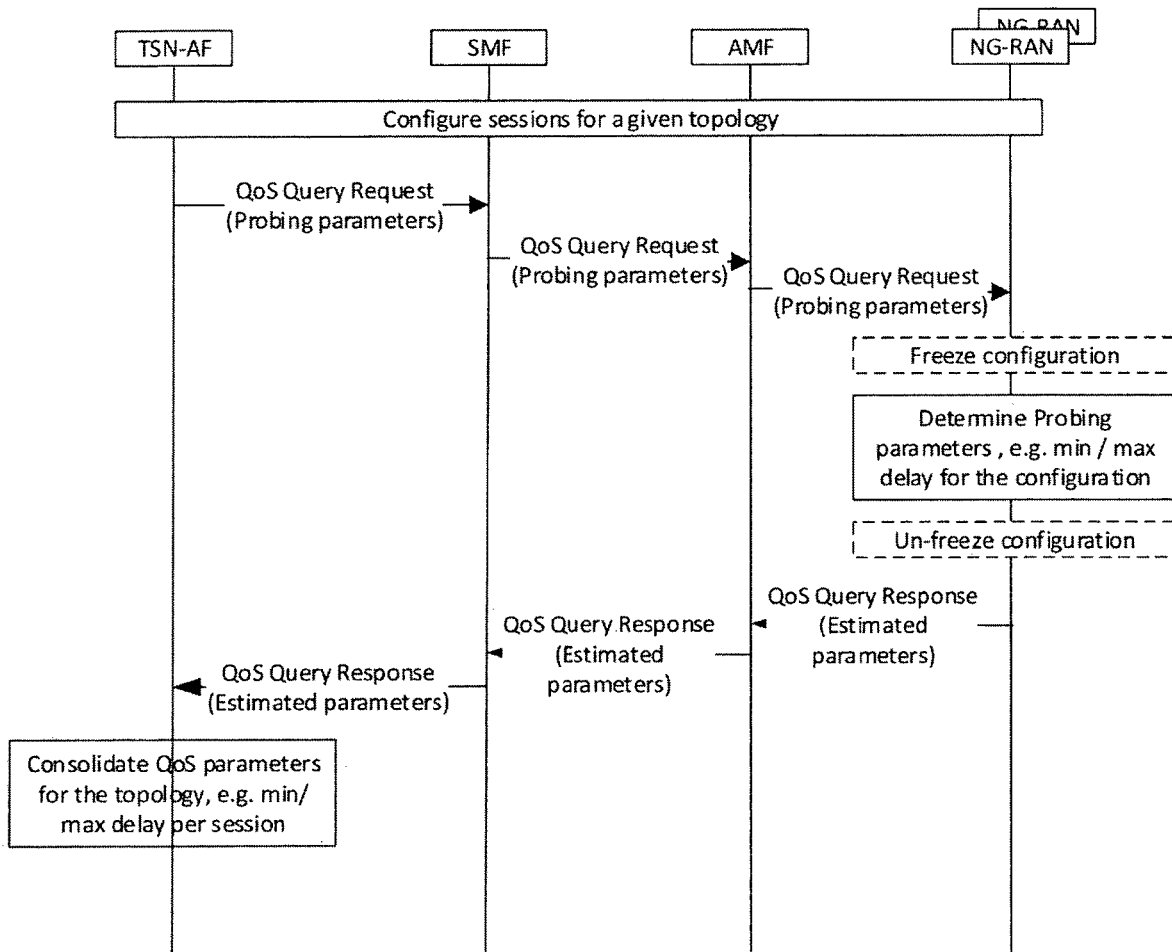 NG-RAN
TSN-AF
SMF
AMF
NG-RAN
Configure sessions for a given topology
QoS Query Request
(Probing parameters)
QoS Query Request
(Probing parameters)
QoS Query Request
(Probing parameters)
Freeze configuration
Determine Probing
parameters , e.g. min / max
delay for the configuration
Un-freeze configuration
QoS Query Response
(Estimated
parameters)
QoS Query Response
(Estimated
parameters)
QoS Query Response
(Estimated parameters)
Consolidate QoS parameters
for the topology, e.g. min/
max delay per session